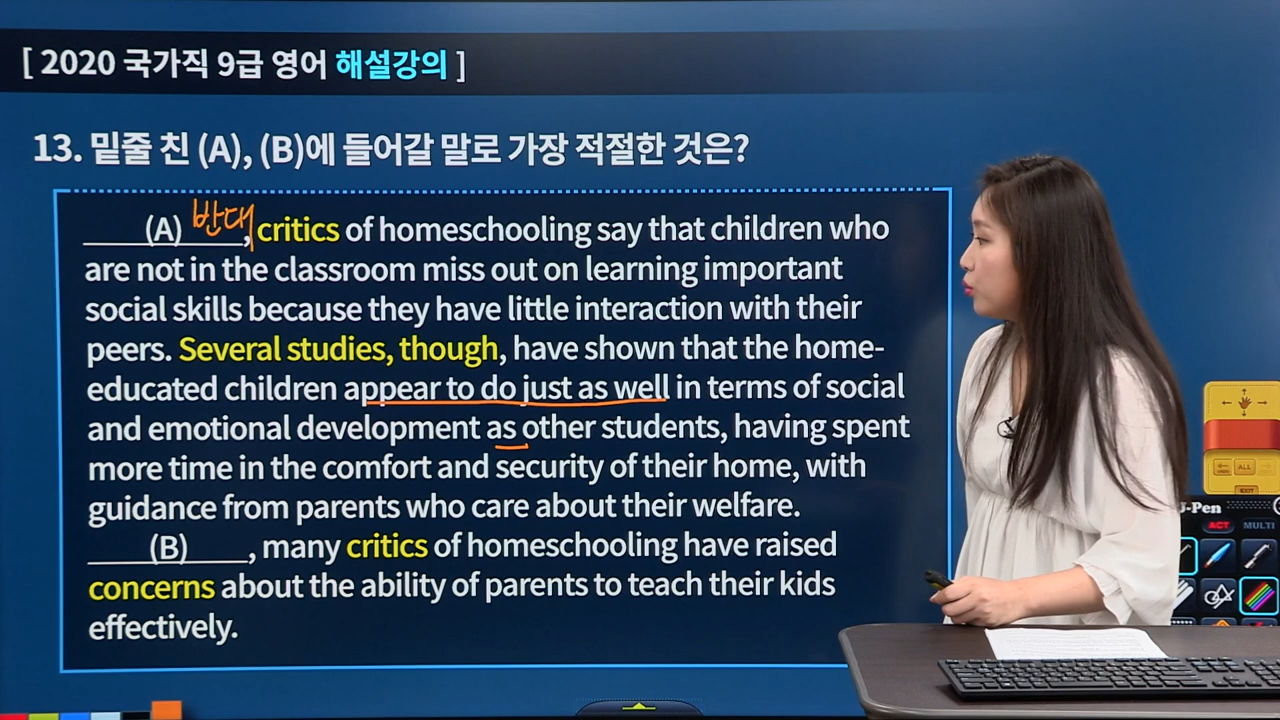 [ 2020 국가직 9급 영어 해설강의 ]
13. 밑줄 친 (A), (B)에 들어갈 말로 가장 적절한 것은?
(A) 반대, critics of homeschooling say that children who
are not in the classroom miss out on learning important
social skills because they have little interaction with their
peers. Several studies, though, have shown that the home-
educated children appear to do just as well in terms of social
and emotional development as other students, having spent
more time in the comfort and security of their home, with
guidance from parents who care about their welfare.
(B), many critics of homeschooling have raised
concerns about the ability of parents to teach their kids
effectively.
ALL
EXIT
J-Pen
ACT MULTI